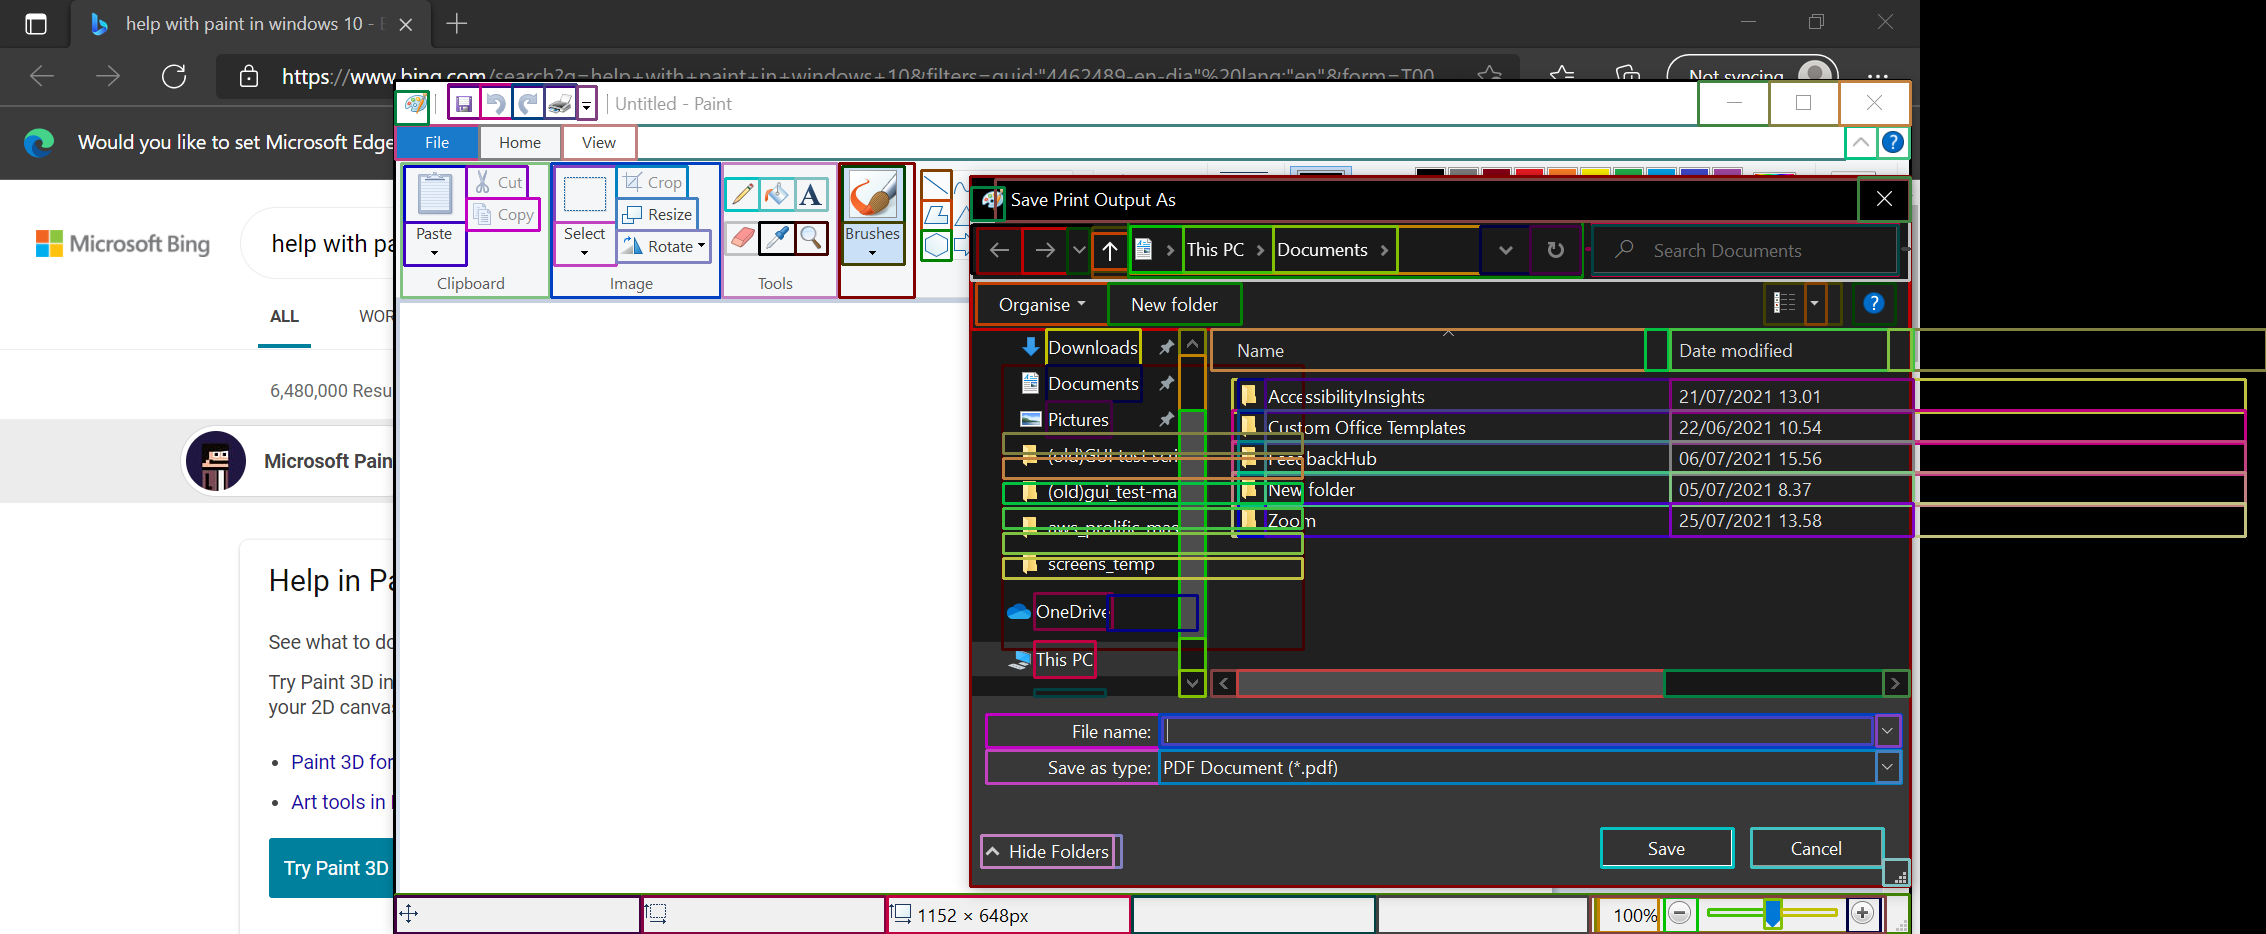 help with paint in windows 10 -
https://www.bing.com/search?q=help+with+paint+in+windows+10&filters=guid:"4462489-en-dia"%20lang:"en"&form=T00
Not syncing
Would you like to set Microsoft Edge
Untitled - Paint
File
Home
View
Microsoft Bing
help with pa
Paste
Cut
Copy
Clipboard
Select
Crop
Resize
Rotate
Image
A
Tools
Brushes
ALL
WOR
6,480,000 Resu
Microsoft Pain
Help in Pa
See what to do
Try Paint 3D in
your 2D canvas
• Paint 3D for
• Art tools in
Try Paint 3D
Save Print Output As
This PC
Documents
Search Documents
Organise
New folder
Downloads
Documents
Pictures
(old)GUI test scri
(old)gui_test-ma
aws_prolific_mas
screens_temp
OneDrive
This PC
Name
Date modified
AccessibilityInsights
21/07/2021 13.01
Custom Office Templates
22/06/2021 10.54
FeedbackHub
06/07/2021 15.56
New folder
05/07/2021 8.37
Zoom
25/07/2021 13.58
File name:
Save as type:
PDF Document (*.pdf)
Hide Folders
Save
Cancel
1152 × 648px
100%